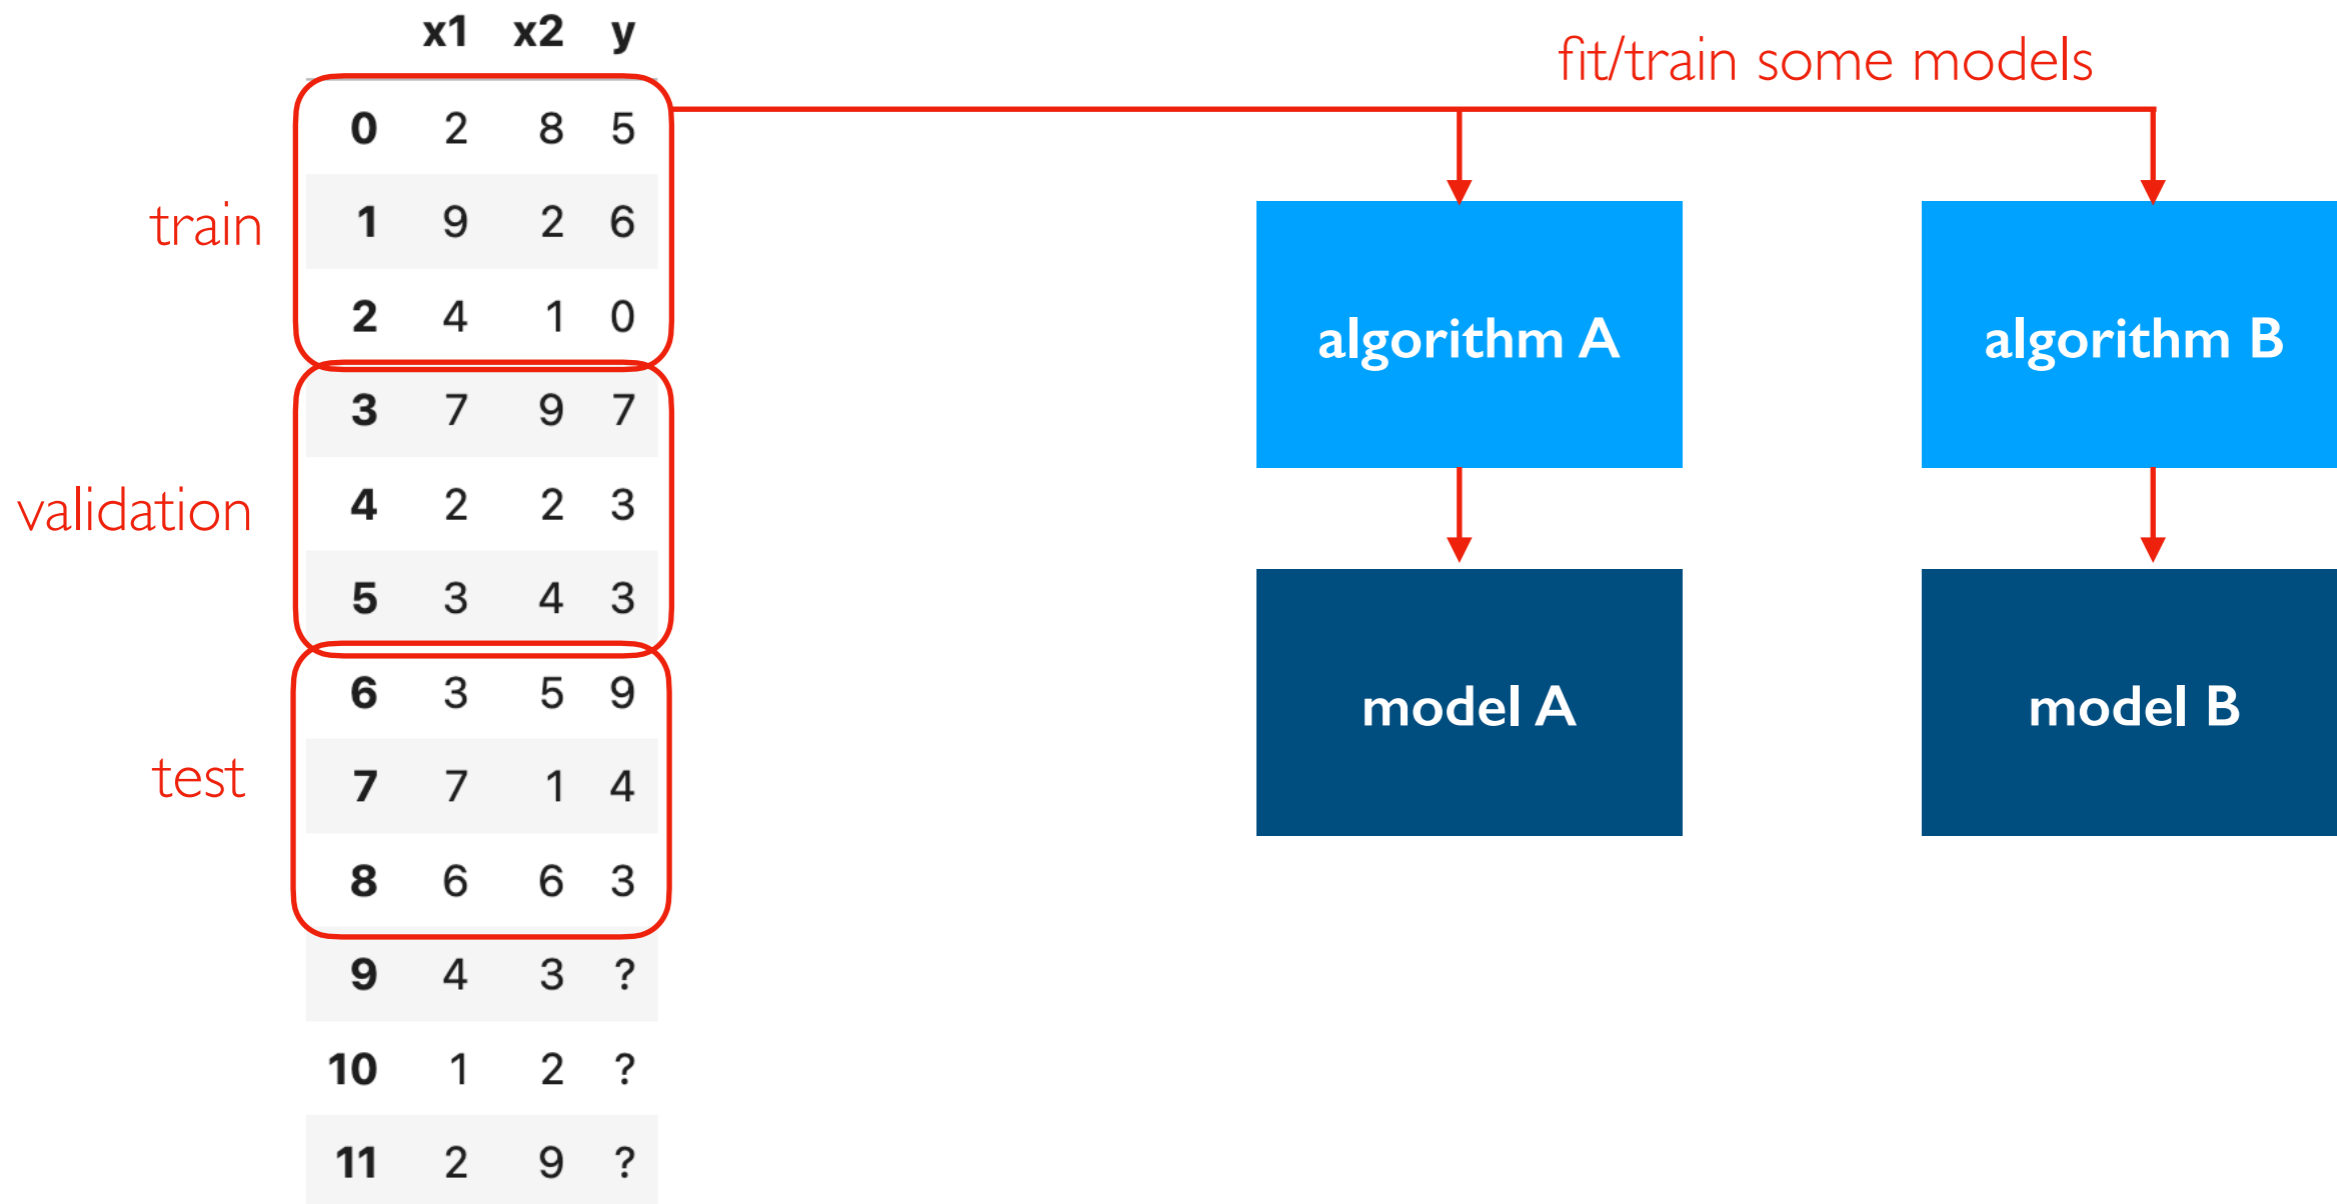 x1 x2 y
fit/train some models
0 2 8 5
train
1 9 2 6
2 4 1 0
algorithm A
algorithm B
3 7 9 7
validation
4 2 2 3
5 3 4 3
6 3 5 9
model A
model B
test
7 7 1 4
8 6 6 3
9 4 3 ?
10 1 2 ?
11 2 9 ?